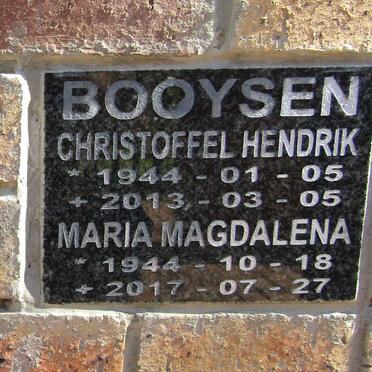 BOOYSEN
CHRISTOFFEL HENDRIK
* 1944 - 01 - 05
+ 2013 - 03 - 05
MARIA MAGDALENA
* 1944 - 10 - 18
+ 2017 - 07 - 27